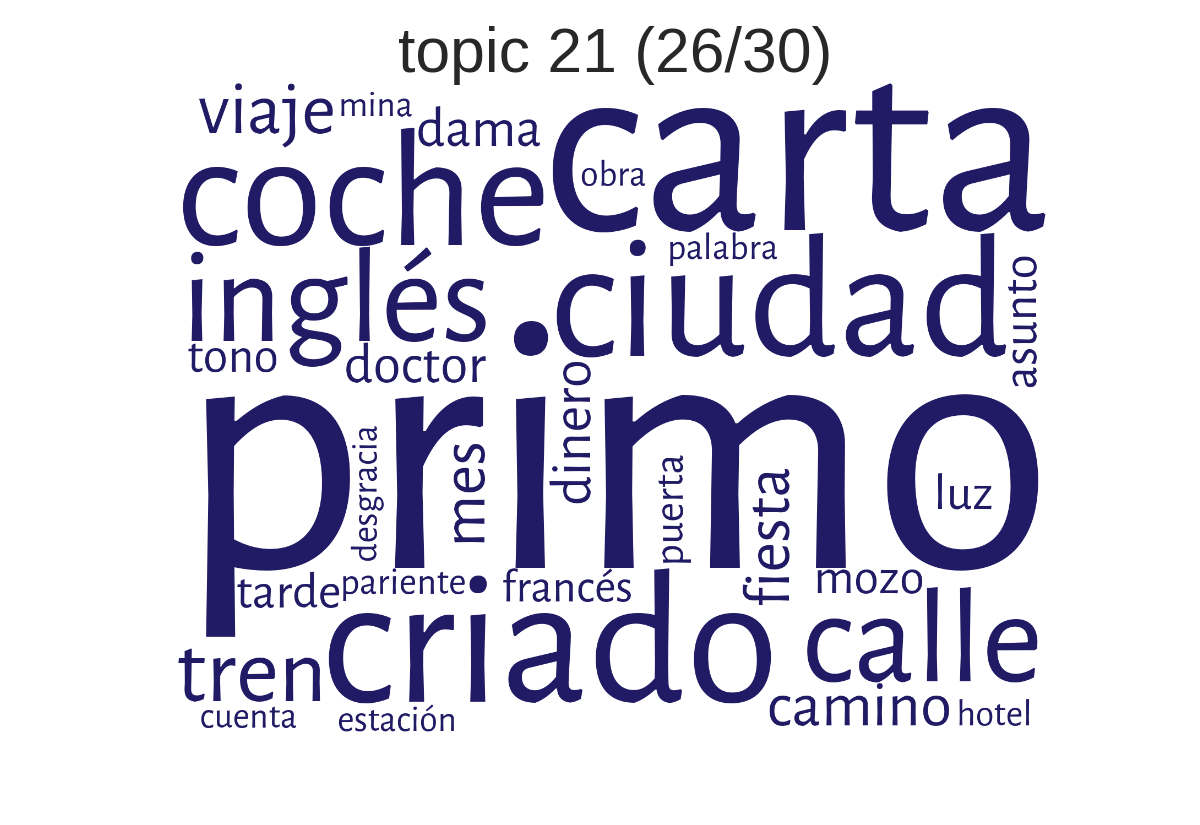 topic 21 (26/30)
viaje mina dama carta
coche obra
inglés palabra ciudad asunto
tono doctor dinero
primo
desgracia mes puerta fiesta luz
tarde pariente francés mozo
tren criado calle
cuenta estación camino hotel